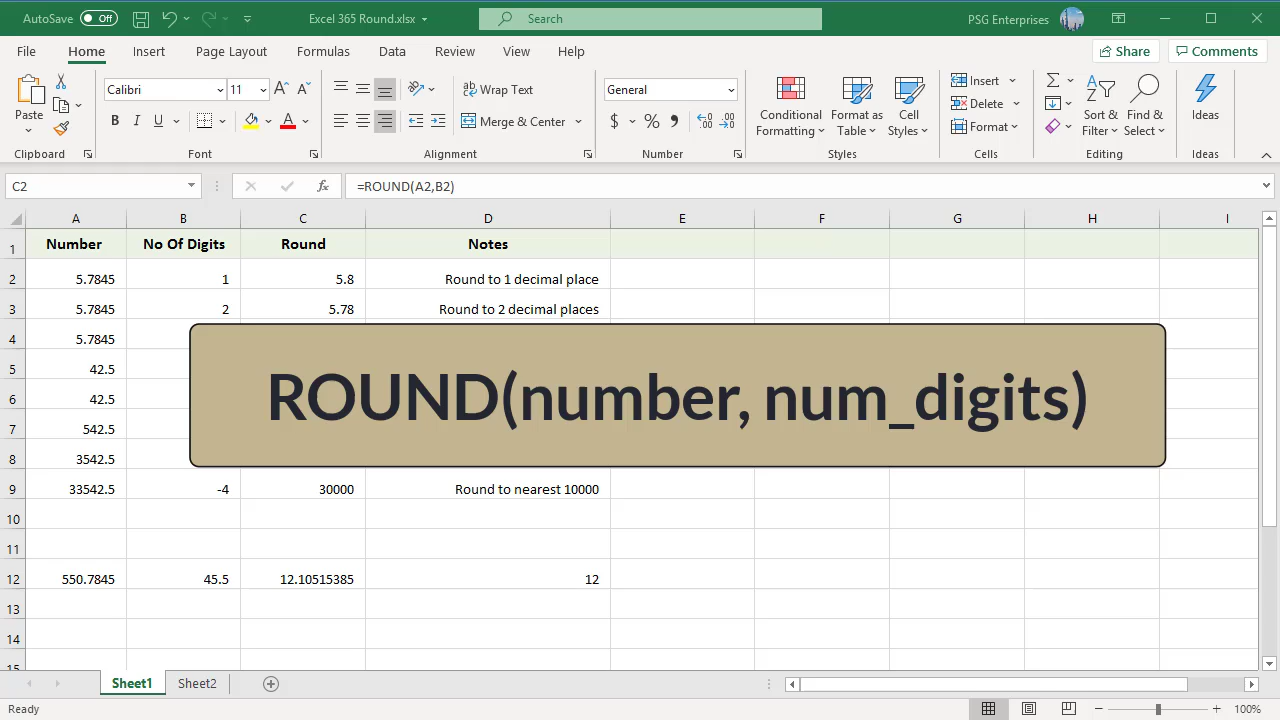 AutoSave Off Excel 365 Round.xlsx Search PSG Enterprises
File Home Insert Page Layout Formulas Data Review View Help Share Comments
Paste Calibri 11 A A Wrap Text General Conditional Formatting Format as Table Cell Styles Insert Sort & Filter Find & Select Ideas
B I U A Merge & Center $ % , Delete
Format
Clipboard Font Alignment Number Styles Cells Editing Ideas
C2 fx =ROUND(A2,B2)
A B C D E F G H I
1 Number No Of Digits Round Notes
2 5.7845 1 5.8 Round to 1 decimal place
3 5.7845 2 5.78 Round to 2 decimal places
4 5.7845
5 42.5
6 42.5
7 542.5
8 3542.5
ROUND(number, num_digits)
9 33542.5 -4 30000 Round to nearest 10000
10
11
12 550.7845 45.5 12.10515385 12
13
14
15
Sheet1 Sheet2
Ready 100%